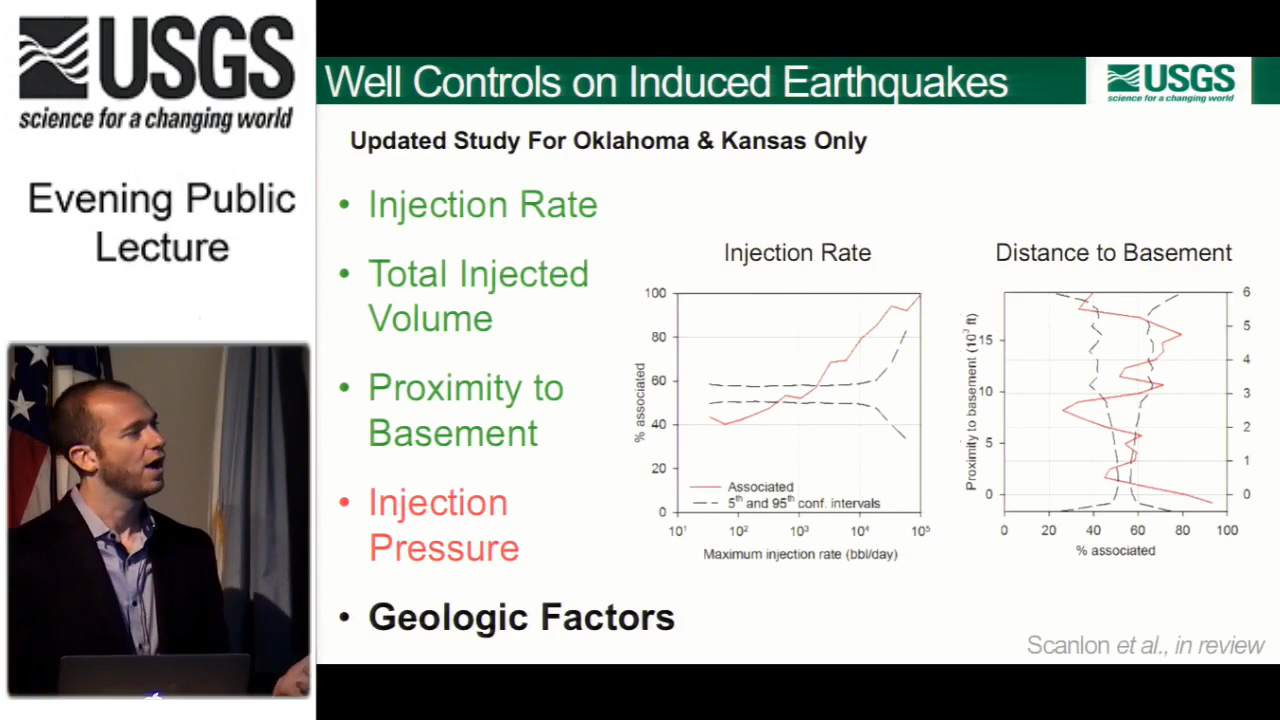 USGS
science for a changing world
Evening Public
Lecture
Well Controls on Induced Earthquakes
USGS
science for a changing world
Updated Study For Oklahoma & Kansas Only
• Injection Rate
• Total Injected
Volume
• Proximity to
Basement
• Injection
Pressure
• Geologic Factors
Injection Rate
100
80
60
40
20
0
% associated
Associated
5th and 95th conf. intervals
10¹ 10² 10³ 10⁴ 10⁵
Maximum injection rate (bbl/day)
Distance to Basement
15
10
5
0
Proximity to basement (10³ ft)
6
5
4
3
2
1
0
0 20 40 60 80 100
% associated
Scanlon et al., in review